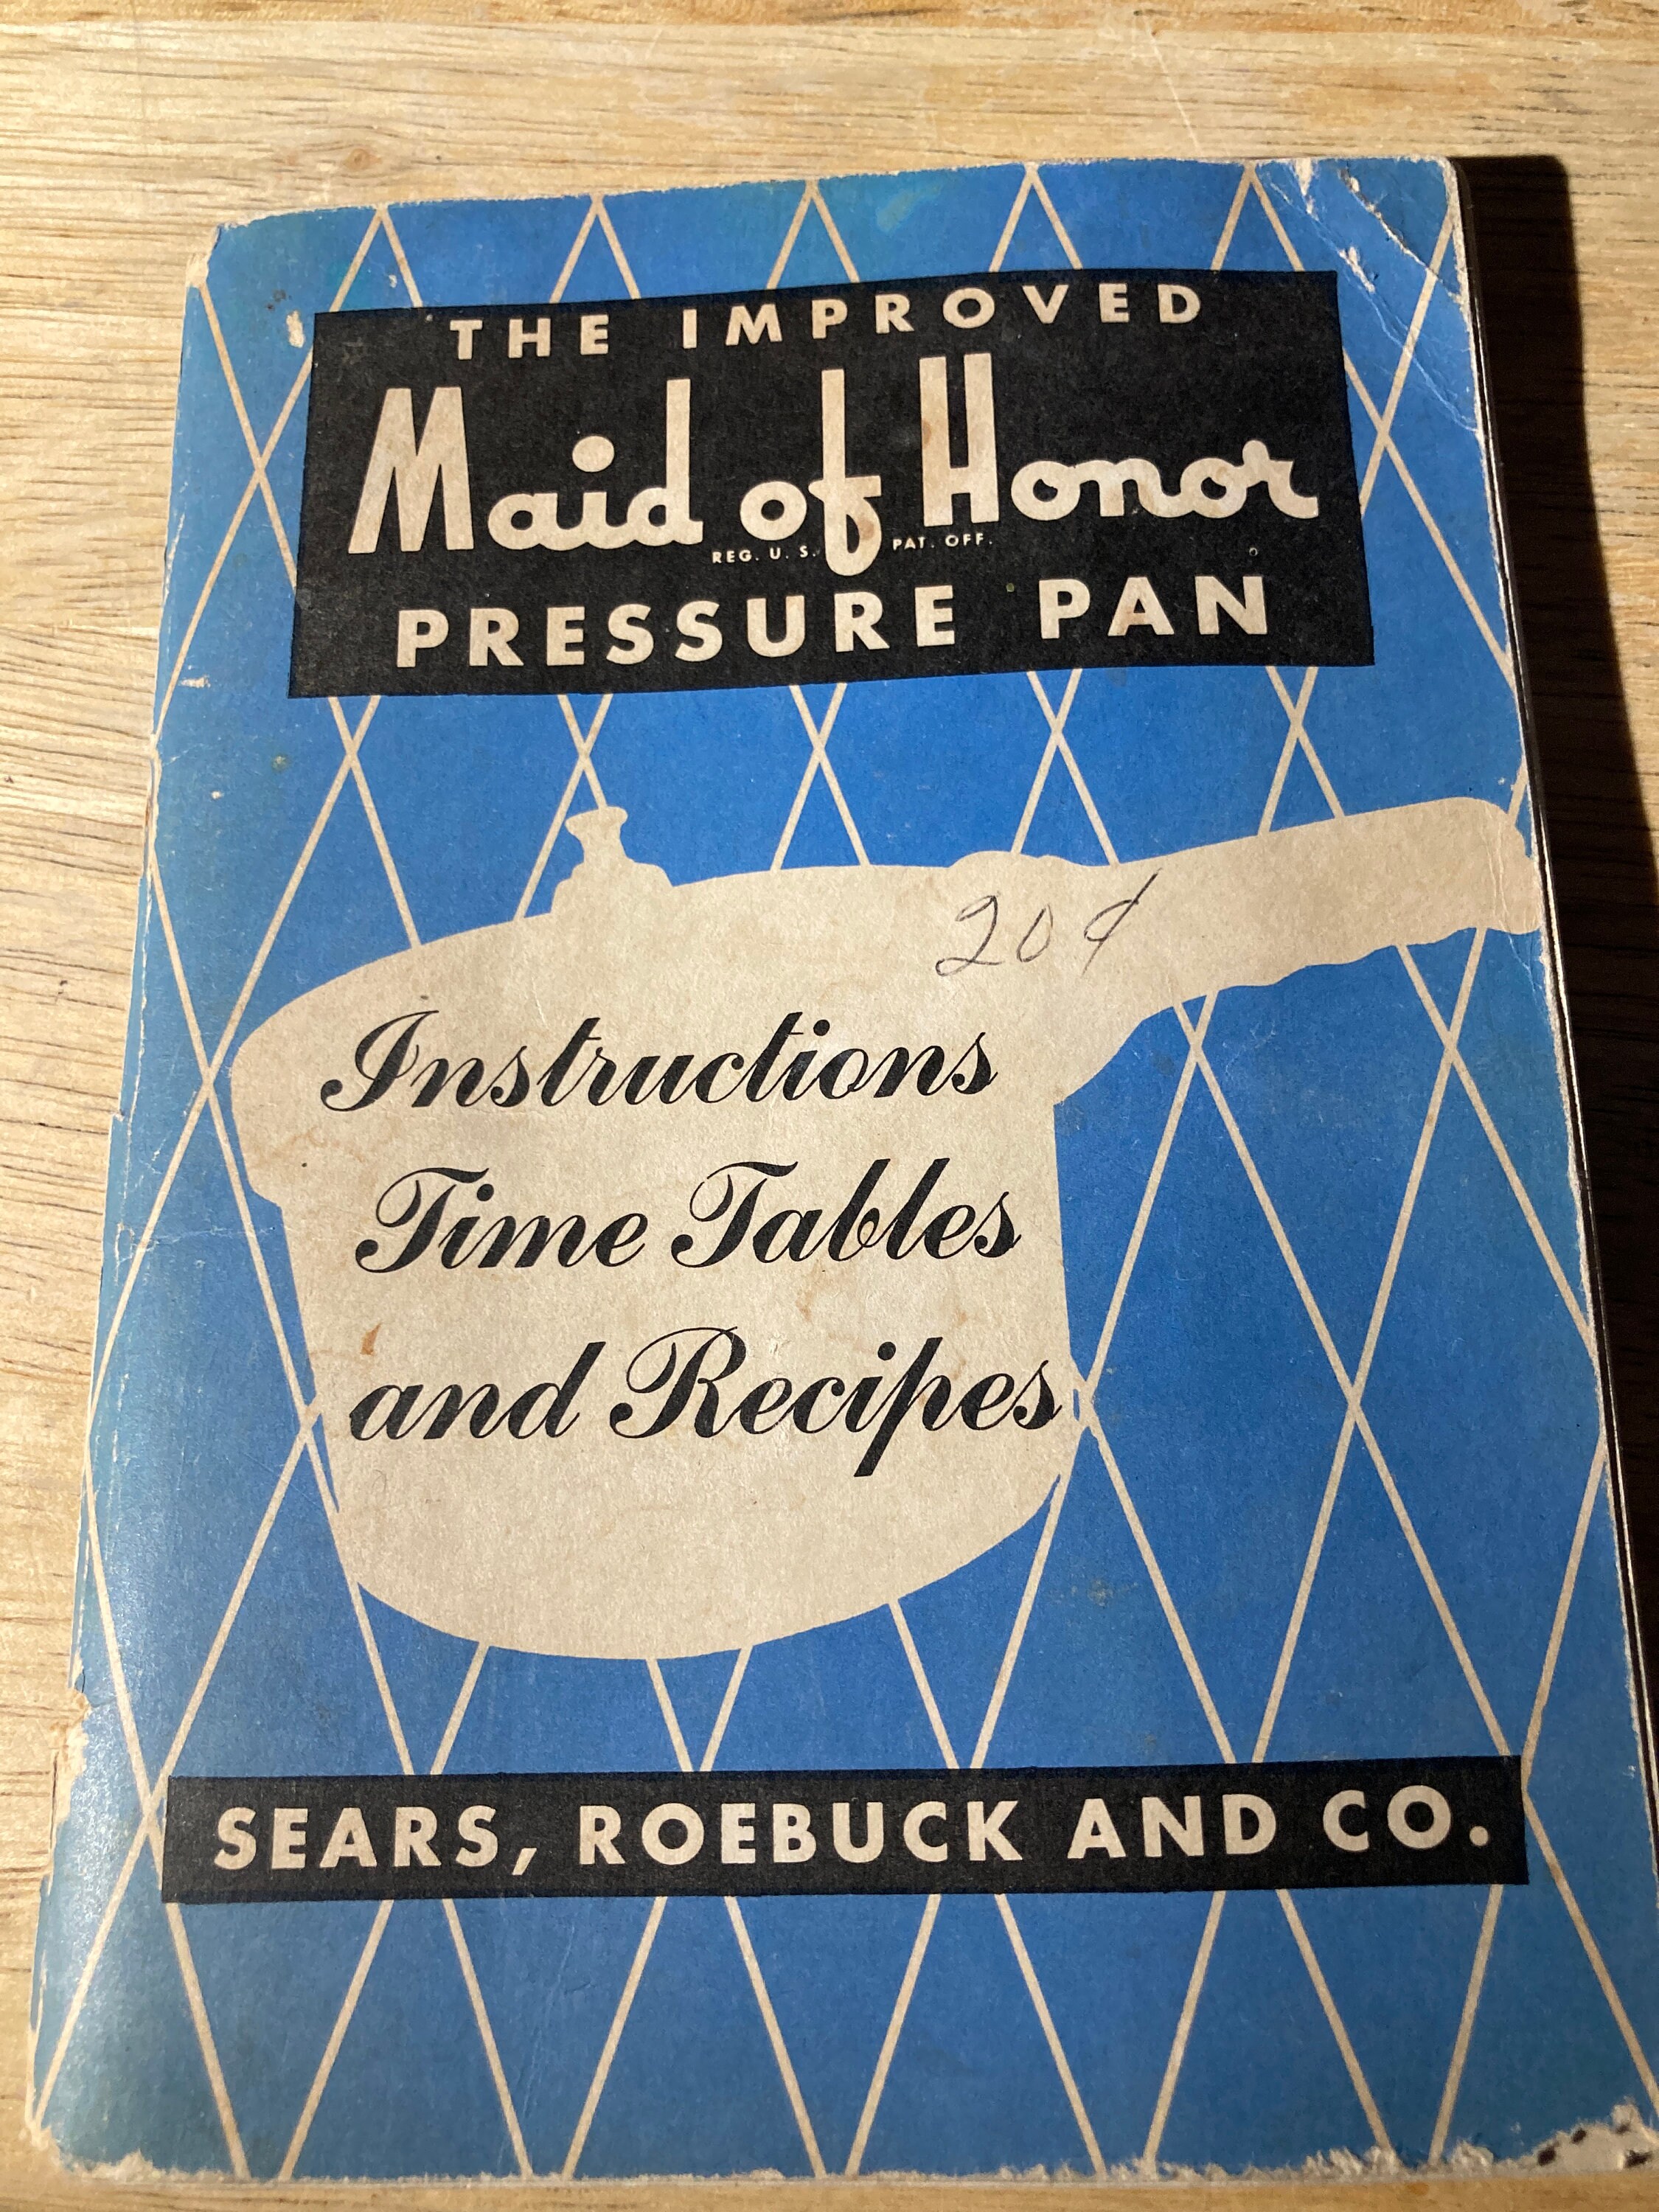 THE IMPROVED
Maid of Honor
REG. U. S. PAT. OFF.
PRESSURE PAN
20¢
Instructions
Time Tables
and Recipes
SEARS, ROEBUCK AND CO.